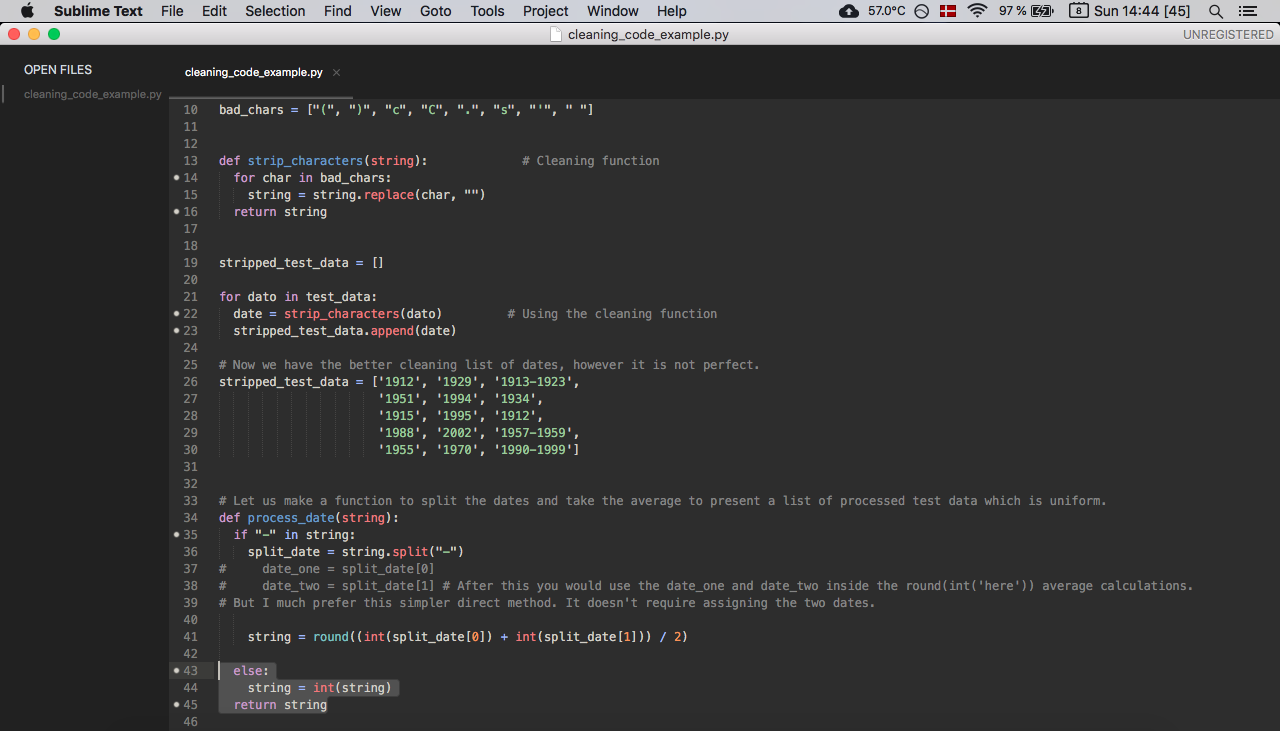 Sublime Text File Edit Selection Find View Goto Tools Project Window Help 57.0°C 97 % 8 Sun 14:44 [45]
cleaning_code_example.py UNREGISTERED
OPEN FILES
cleaning_code_example.py
cleaning_code_example.py ×
10 bad_chars = ["(", ")", "c", "C", ".", "s", "'", " "]
11
12
13 def strip_characters(string): # Cleaning function
14 for char in bad_chars:
15 string = string.replace(char, "")
16 return string
17
18
19 stripped_test_data = []
20
21 for dato in test_data:
22 date = strip_characters(dato) # Using the cleaning function
23 stripped_test_data.append(date)
24
25 # Now we have the better cleaning list of dates, however it is not perfect.
26 stripped_test_data = ['1912', '1929', '1913-1923',
27 '1951', '1994', '1934',
28 '1915', '1995', '1912',
29 '1988', '2002', '1957-1959',
30 '1955', '1970', '1990-1999']
31
32
33 # Let us make a function to split the dates and take the average to present a list of processed test data which is uniform.
34 def process_date(string):
35 if "-" in string:
36 split_date = string.split("-")
37 # date_one = split_date[0]
38 # date_two = split_date[1] # After this you would use the date_one and date_two inside the round(int('here')) average calculations.
39 # But I much prefer this simpler direct method. It doesn't require assigning the two dates.
40
41 string = round((int(split_date[0]) + int(split_date[1])) / 2)
42
43 else:
44 string = int(string)
45 return string
46